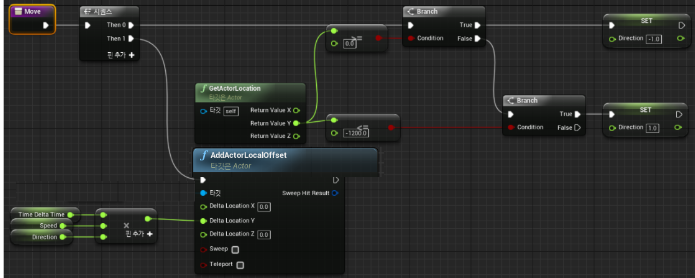 Move
시퀀스
Then 0
Then 1
핀 추가 +
GetActorLocation
타깃은 Actor
타깃 self
Return Value X
Return Value Y
Return Value Z
>=
0.0
<=
-1200.0
Branch
True
Condition
False
SET
Direction -1.0
Branch
True
Condition
False
SET
Direction 1.0
AddActorLocalOffset
타깃은 Actor
타깃
Sweep Hit Result
Delta Location X 0.0
Delta Location Y
Delta Location Z 0.0
Sweep
Teleport
Time Delta Time
Speed
Direction
X
핀 추가 +